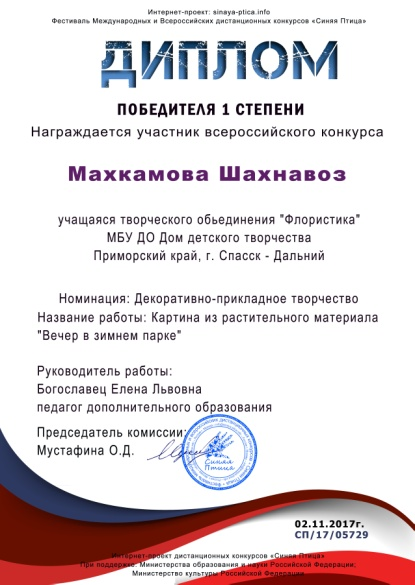 Интернет-проект: sinaya-ptica.info
Фестиваль Международных и Всероссийских дистанционных конкурсов «Синяя Птица»
ДИПЛОМ
ПОБЕДИТЕЛЯ 1 СТЕПЕНИ
Награждается участник всероссийского конкурса
Махкамова Шахнавоз
учащаяся творческого обьединения "Флористика"
МБУ ДО Дом детского творчества
Приморский край, г. Спасск - Дальний
Номинация: Декоративно-прикладное творчество
Название работы: Картина из растительного материала
"Вечер в зимнем парке"
Руководитель работы:
Богославец Елена Львовна
педагог дополнительного образования
Председатель комиссии:
Мустафина О.Д.
Синяя
Птица
02.11.2017г.
СП/17/05729
Интернет-проект дистанционных конкурсов «Синяя Птица»
При поддержке: Министерства образования и науки Российской Федерации;
Министерство культуры Российской Федерации